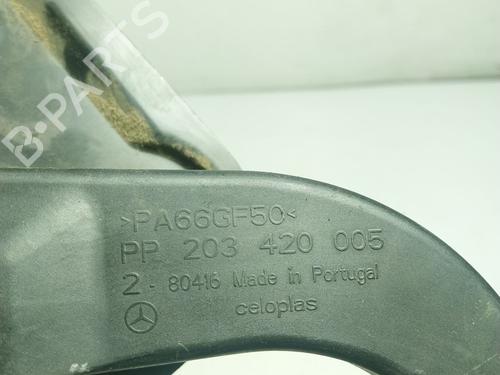 B-PARTS
>PA66GF50<
PP 203 420 005
2 - 80416 Made in Portugal
celoplas